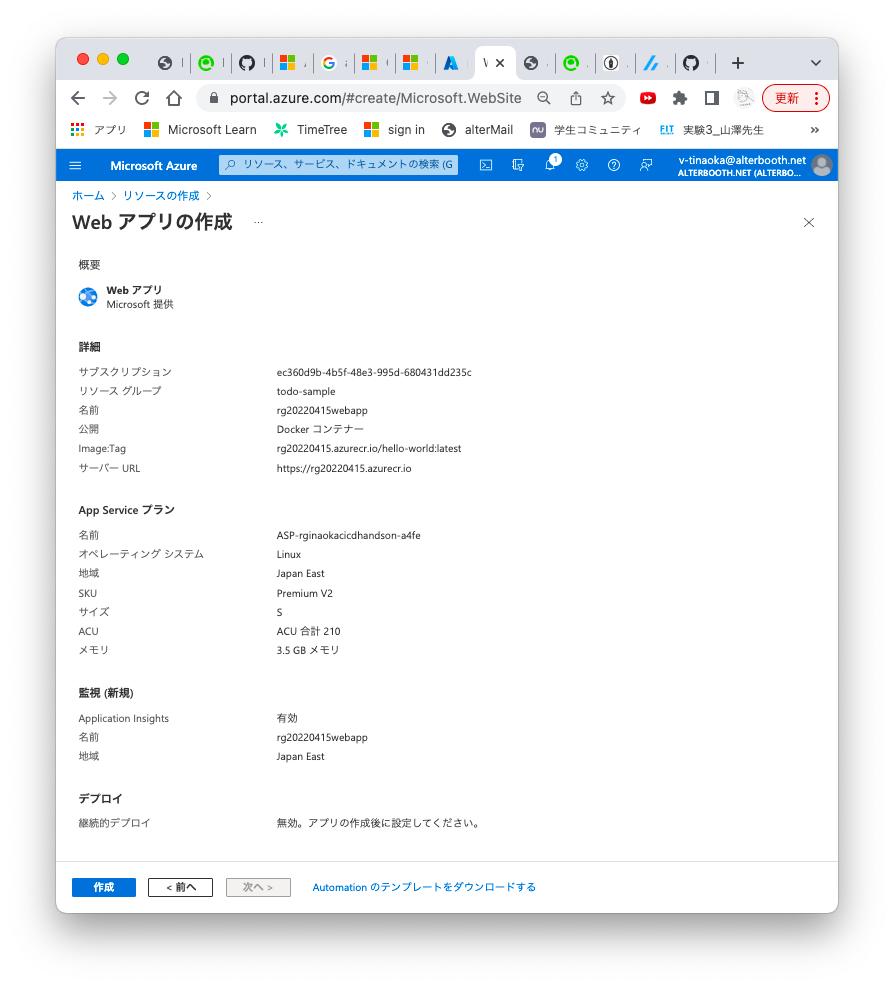 portal.azure.com/#create/Microsoft.WebSite
更新
アプリ
Microsoft Learn
TimeTree
sign in
alterMail
nu
学生コミュニティ
FIT
実験3_山澤先生
»
Microsoft Azure
リソース、サービス、ドキュメントの検索 (G
1
v-tinaoka@alterbooth.net
ALTERBOOTH.NET (ALTERBO...
ホーム > リソースの作成 >
Web アプリの作成 ...
概要
Web アプリ
Microsoft 提供
詳細
サブスクリプション ec360d9b-4b5f-48e3-995d-680431dd235c
リソース グループ todo-sample
名前 rg20220415webapp
公開 Docker コンテナー
Image:Tag rg20220415.azurecr.io/hello-world:latest
サーバー URL https://rg20220415.azurecr.io
App Service プラン
名前 ASP-rginaokacicdhandson-a4fe
オペレーティング システム Linux
地域 Japan East
SKU Premium V2
サイズ S
ACU ACU 合計 210
メモリ 3.5 GB メモリ
監視 (新規)
Application Insights 有効
名前 rg20220415webapp
地域 Japan East
デプロイ
継続的デプロイ 無効。アプリの作成後に設定してください。
作成 < 前へ 次へ > Automation のテンプレートをダウンロードする